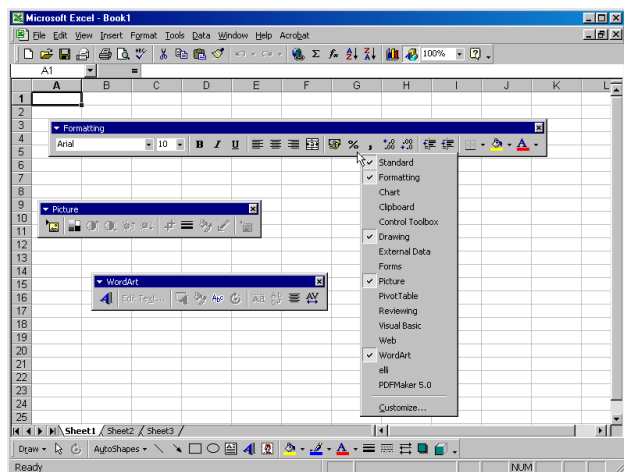 Microsoft Excel - Book1
File Edit View Insert Format Tools Data Window Help Acrobat
100%
A1 =
A B C D E F G H I J K L
1
2
3
4
5
6
7
8
9
10
11
12
13
14
15
16
17
18
19
20
21
22
23
24
25
Formatting
Arial 10 B I U % ,
Standard
Formatting
Chart
Clipboard
Control Toolbox
Drawing
External Data
Forms
Picture
PivotTable
Reviewing
Visual Basic
Web
WordArt
elli
PDFMaker 5.0
Customize...
Picture
WordArt
Edit Text... Abc Aa AV
Sheet1 Sheet2 Sheet3
Draw AutoShapes
Ready NUM